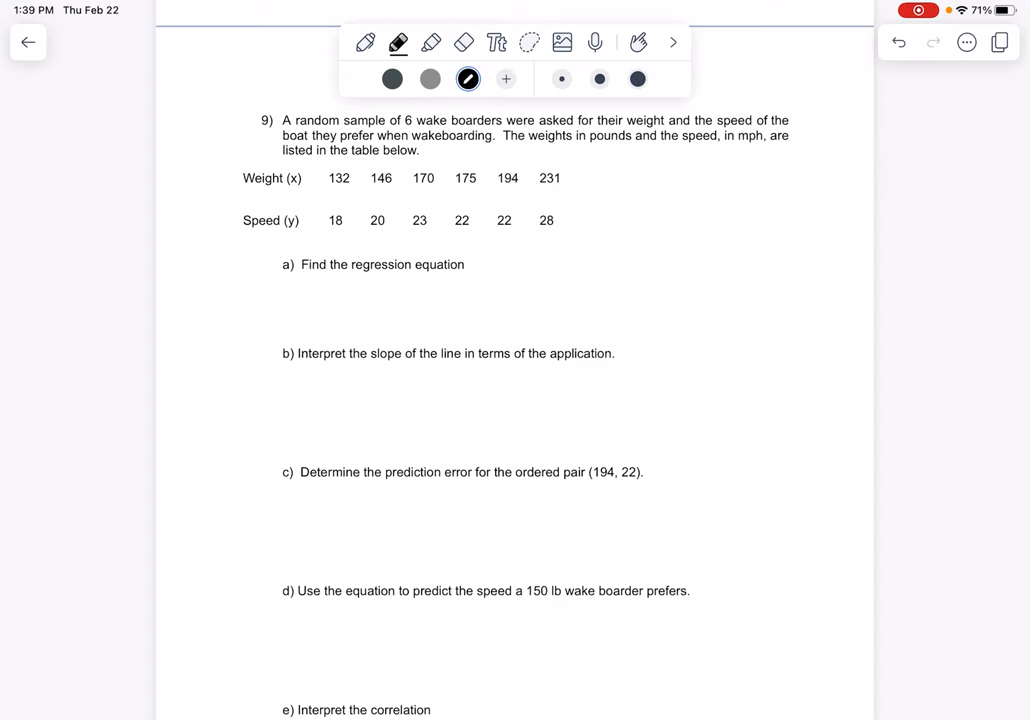 1:39 PM Thu Feb 22
71%
Tt
9) A random sample of 6 wake boarders were asked for their weight and the speed of the
boat they prefer when wakeboarding. The weights in pounds and the speed, in mph, are
listed in the table below.
Weight (x) 132 146 170 175 194 231
Speed (y) 18 20 23 22 22 28
a) Find the regression equation
b) Interpret the slope of the line in terms of the application.
c) Determine the prediction error for the ordered pair (194, 22).
d) Use the equation to predict the speed a 150 lb wake boarder prefers.
e) Interpret the correlation